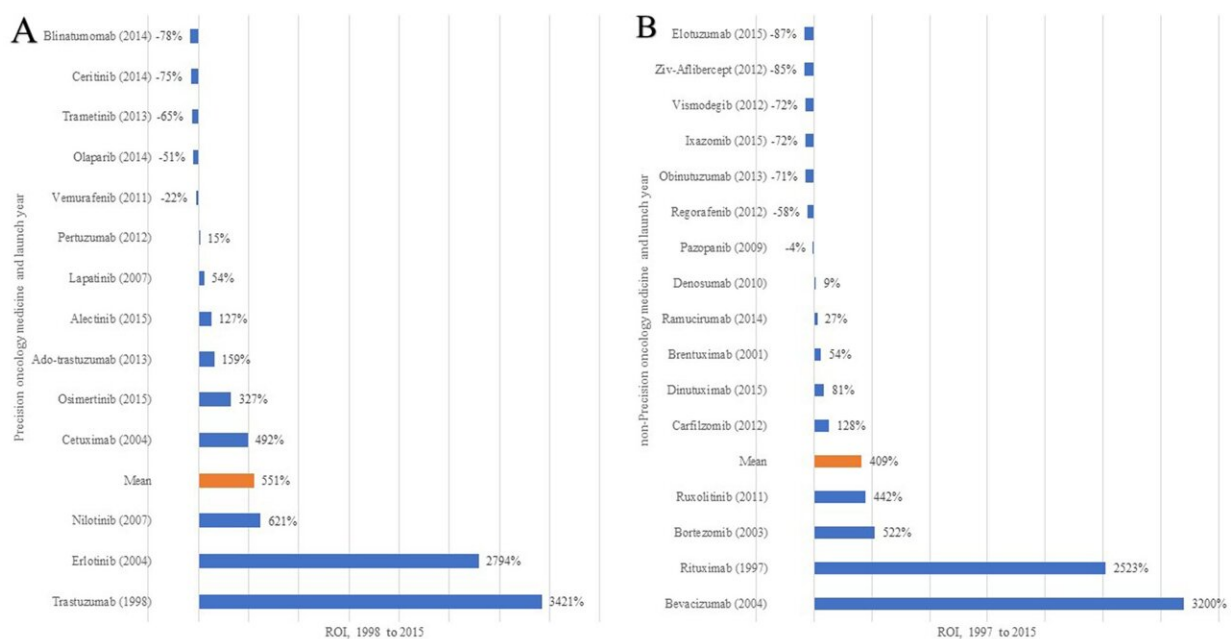 A
Precision oncology medicine and launch year
Blinatumomab (2014) -78%
Ceritinib (2014) -75%
Trametinib (2013) -65%
Olaparib (2014) -51%
Vemurafenib (2011) -22%
Pertuzumab (2012) 15%
Lapatinib (2007) 54%
Alectinib (2015) 127%
Ado-trastuzumab (2013) 159%
Osimertinib (2015) 327%
Cetuximab (2004) 492%
Mean 551%
Nilotinib (2007) 621%
Erlotinib (2004) 2794%
Trastuzumab (1998) 3421%
ROI, 1998 to 2015
B
non-Precision oncology medicine and launch year
Elotuzumab (2015) -87%
Ziv-Aflibercept (2012) -85%
Vismodegib (2012) -72%
Ixazomib (2015) -72%
Obinutuzumab (2013) -71%
Regorafenib (2012) -58%
Pazopanib (2009) -4%
Denosumab (2010) 9%
Ramucirumab (2014) 27%
Brentuximab (2001) 54%
Dinutuximab (2015) 81%
Carfilzomib (2012) 128%
Mean 409%
Ruxolitinib (2011) 442%
Bortezomib (2003) 522%
Rituximab (1997) 2523%
Bevacizumab (2004) 3200%
ROI, 1997 to 2015